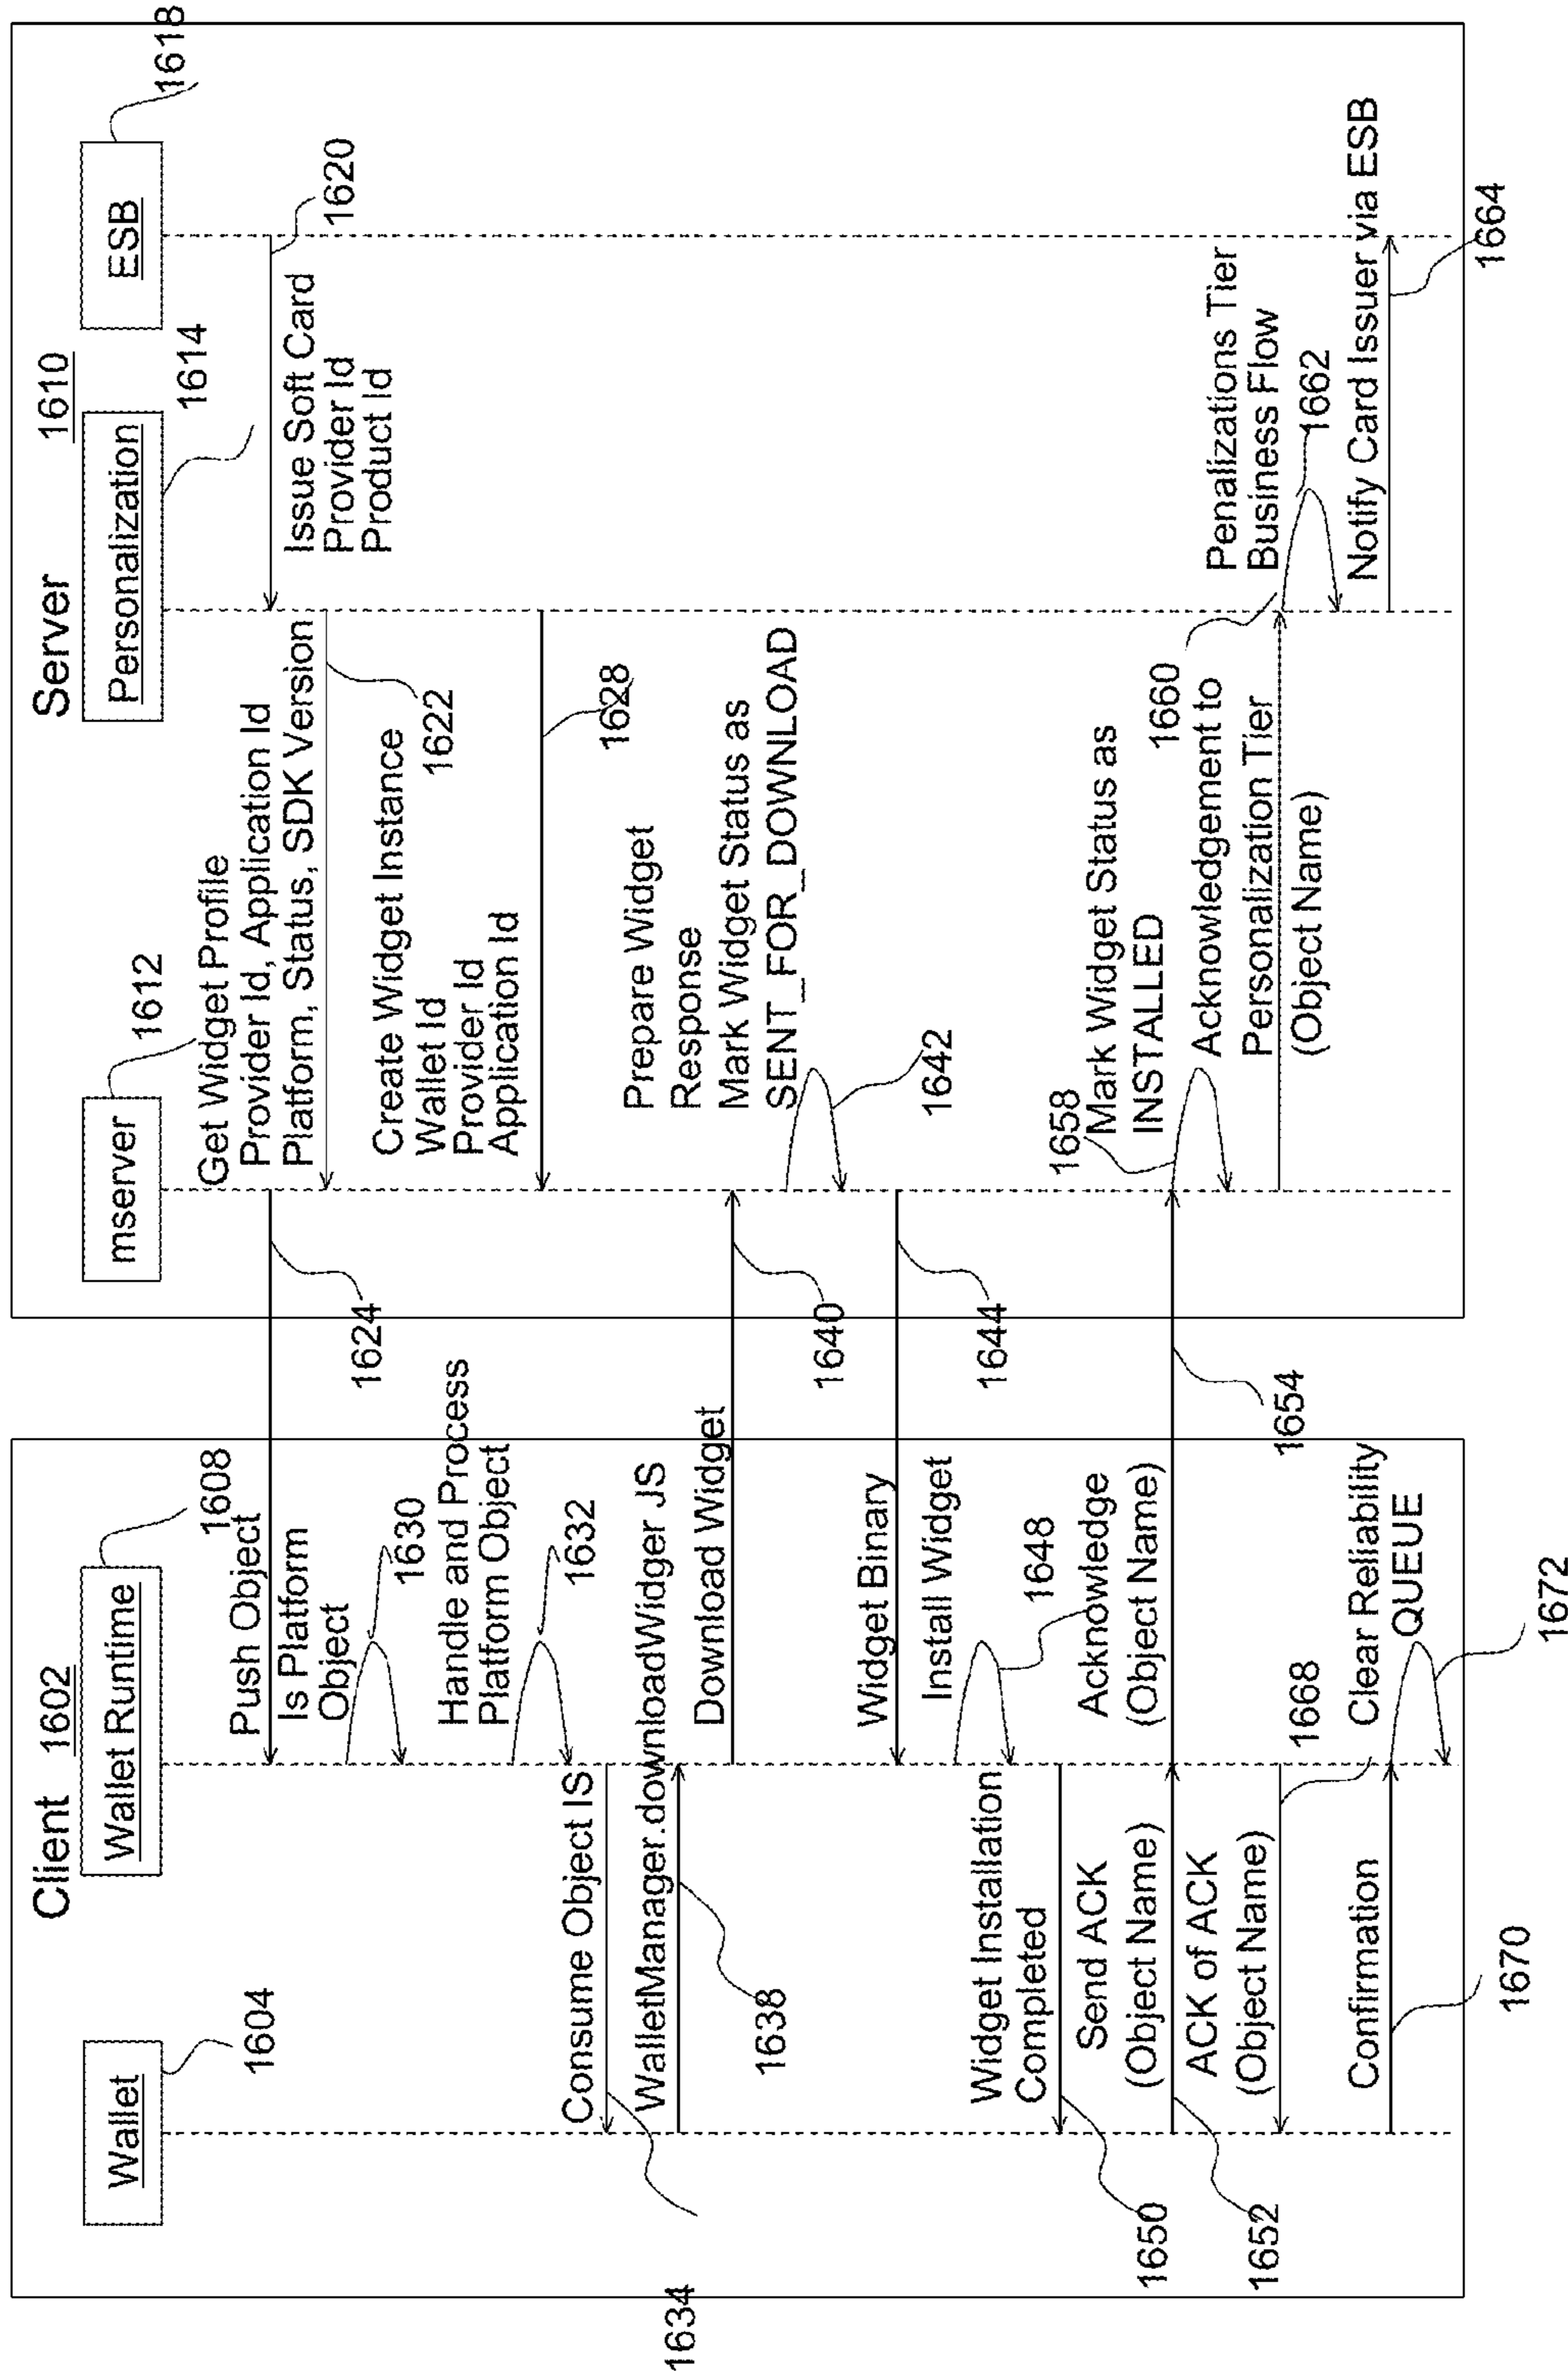 Client 1602
Server 1610
Wallet
1604
Wallet Runtime
1608
mserver
1612
Personalization
1614
ESB
1618
1620
Issue Soft Card
Provider Id
Product Id
Get Widget Profile
Provider Id, Application Id
Platform, Status, SDK Version
1622
Push Object
1624
Is Platform
Object
1630
Create Widget Instance
Wallet Id
Provider Id
Application Id
1628
Handle and Process
Platform Object
1632
Consume Object IS
1634
WalletManager.downloadWidger JS
1638
Download Widget
1640
Prepare Widget
Response
Mark Widget Status as
SENT_FOR_DOWNLOAD
1642
Widget Binary
1644
Install Widget
1648
Widget Installation
Completed
1650
Send ACK
(Object Name)
1652
Acknowledge
(Object Name)
1654
1658
Mark Widget Status as
INSTALLED
1660
Acknowledgement to
Personalization Tier
(Object Name)
Penalizations Tier
Business Flow
1662
Notify Card Issuer via ESB
1664
ACK of ACK
(Object Name)
1668
Confirmation
1670
Clear Reliability
QUEUE
1672